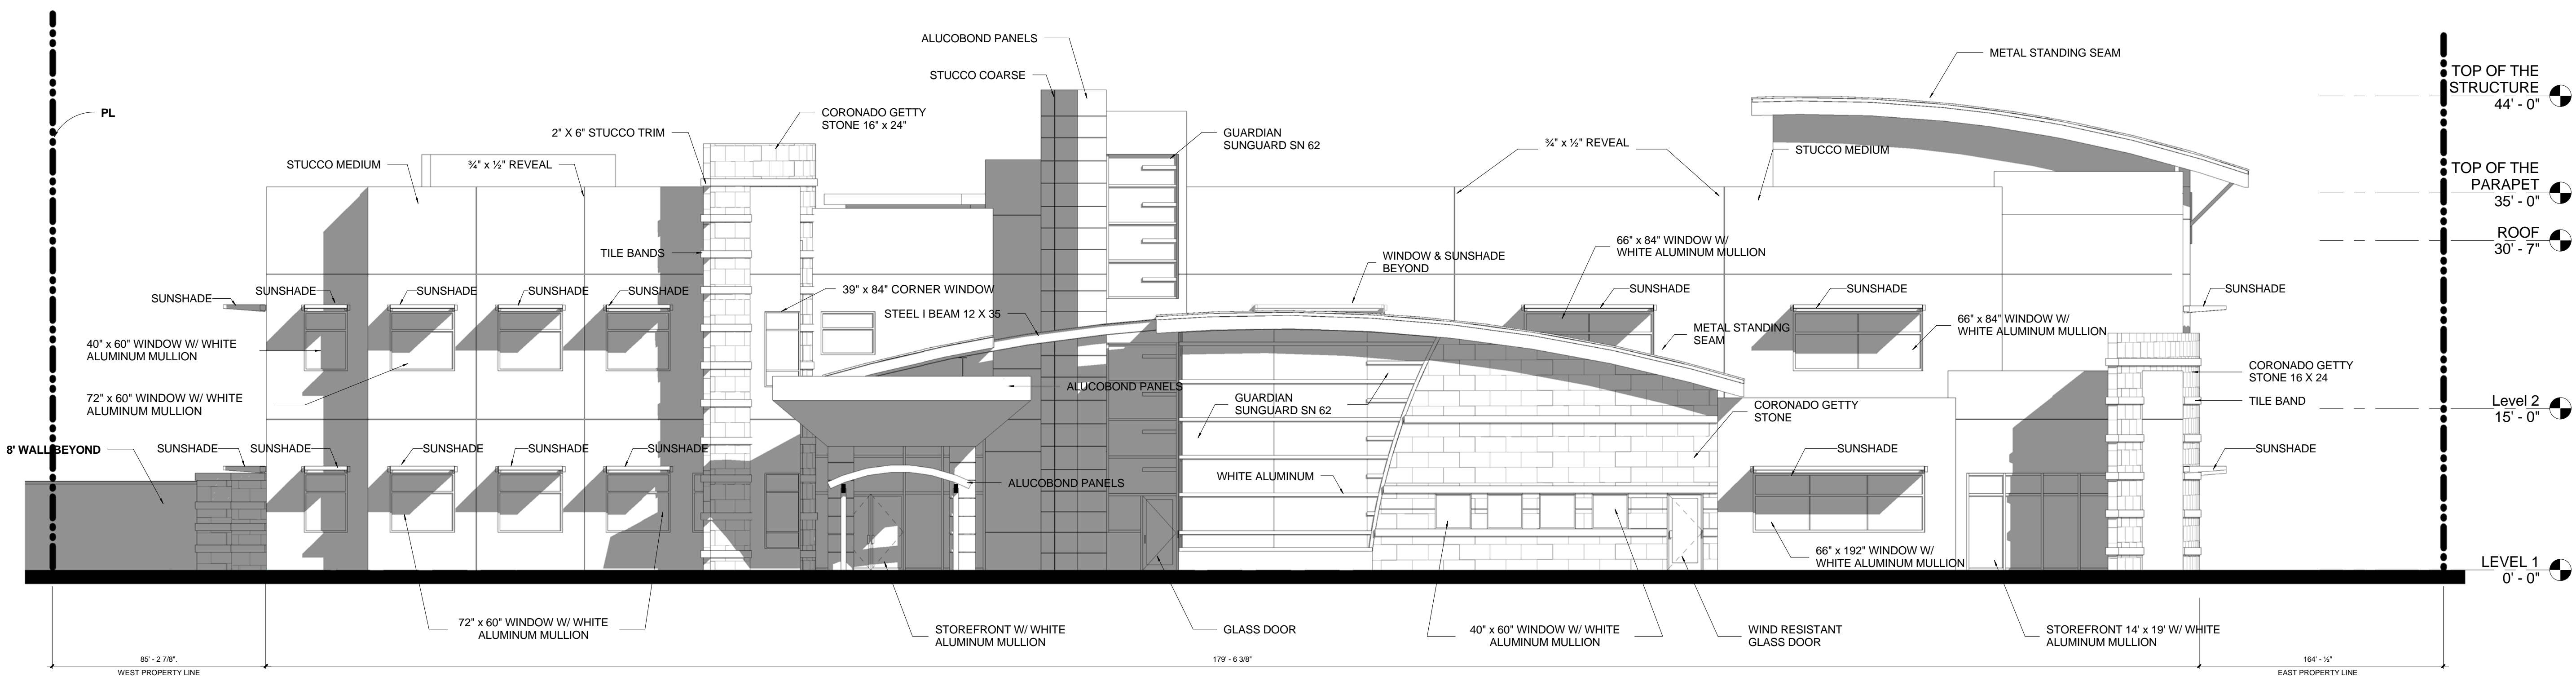 ALUCOBOND PANELS
METAL STANDING SEAM
STUCCO COARSE
TOP OF THE
STRUCTURE
44' - 0"
PL
CORONADO GETTY
STONE 16" x 24"
2" X 6" STUCCO TRIM
GUARDIAN
SUNGUARD SN 62
¾" x ½" REVEAL
STUCCO MEDIUM
STUCCO MEDIUM
¾" x ½" REVEAL
TOP OF THE
PARAPET
35' - 0"
ROOF
30' - 7"
TILE BANDS
WINDOW & SUNSHADE
BEYOND
66" x 84" WINDOW W/
WHITE ALUMINUM MULLION
SUNSHADE
SUNSHADE
SUNSHADE
SUNSHADE
SUNSHADE
39" x 84" CORNER WINDOW
SUNSHADE
SUNSHADE
SUNSHADE
STEEL I BEAM 12 X 35
66" x 84" WINDOW W/
WHITE ALUMINUM MULLION
METAL STANDING
SEAM
40" x 60" WINDOW W/ WHITE
ALUMINUM MULLION
CORONADO GETTY
STONE 16 X 24
ALUCOBOND PANELS
72" x 60" WINDOW W/ WHITE
ALUMINUM MULLION
GUARDIAN
SUNGUARD SN 62
CORONADO GETTY
STONE
TILE BAND
Level 2
15' - 0"
8' WALL BEYOND
SUNSHADE
SUNSHADE
SUNSHADE
SUNSHADE
SUNSHADE
SUNSHADE
SUNSHADE
WHITE ALUMINUM
ALUCOBOND PANELS
66" x 192" WINDOW W/
WHITE ALUMINUM MULLION
LEVEL 1
0' - 0"
72" x 60" WINDOW W/ WHITE
ALUMINUM MULLION
STOREFRONT W/ WHITE
ALUMINUM MULLION
GLASS DOOR
40" x 60" WINDOW W/ WHITE
ALUMINUM MULLION
WIND RESISTANT
GLASS DOOR
STOREFRONT 14' x 19' W/ WHITE
ALUMINUM MULLION
85' - 2 7/8".
179' - 6 3/8"
164' - ½"
WEST PROPERTY LINE
EAST PROPERTY LINE